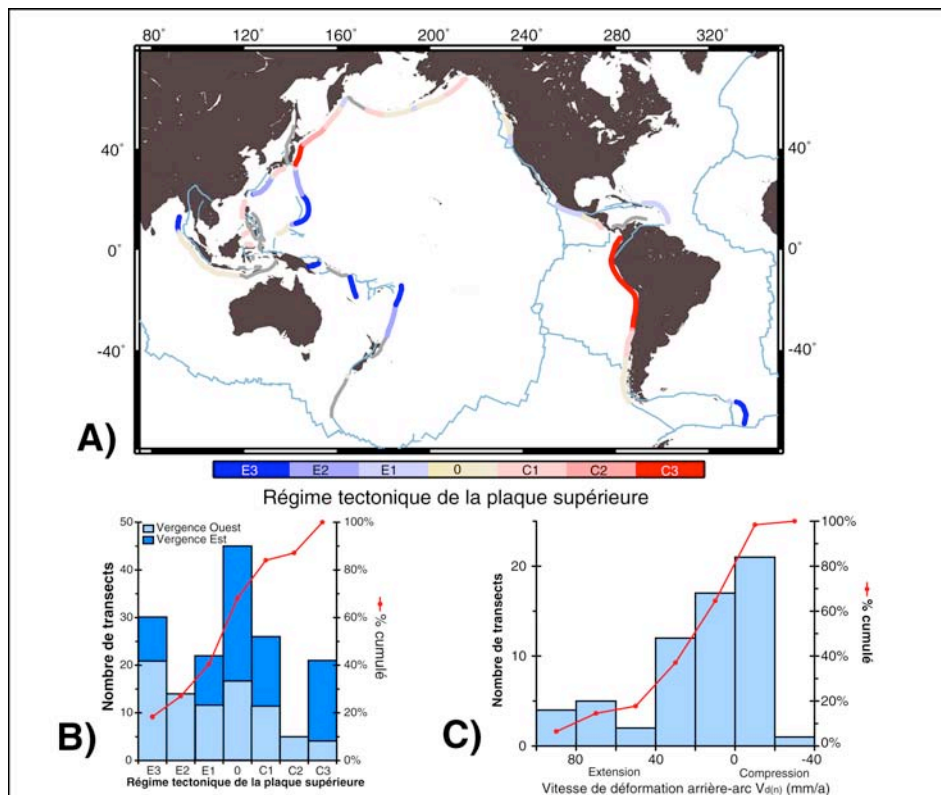 80˚ 120˚ 160˚ 200˚ 240˚ 280˚ 320˚
40˚ 40˚
0˚ 0˚
-40˚ -40˚
A)
E3 E2 E1 0 C1 C2 C3
Régime tectonique de la plaque supérieure
50
40
30
20
10
0
Nombre de transects
Vergence Ouest
Vergence Est
100%
80%
60%
40%
20%
0%
% cumulé
B)
E3 E2 E1 0 C1 C2 C3
Régime tectonique de la plaque supérieure
20
10
0
Nombre de transects
100%
80%
60%
40%
20%
0%
% cumulé
C)
80 40 0 -40
Extension Compression
Vitesse de déformation arrière-arc Vd(n) (mm/a)